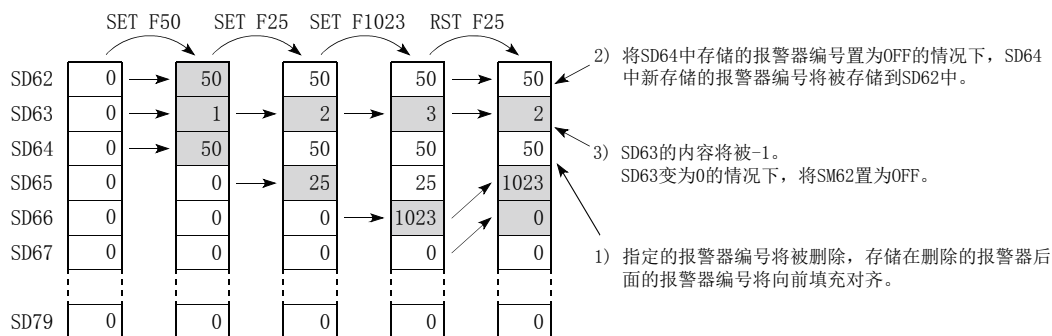 SET F50 SET F25 SET F1023 RST F25
SD62 0 50 50 50 50
SD63 0 1 2 3 2
SD64 0 50 50 50 50
SD65 0 25 25 1023
SD66 0 0 1023 0
SD67 0 0 0 0 0
SD79 0 0 0 0 0
2) 将SD64中存储的报警器编号置为OFF的情况下，SD64
中新存储的报警器编号将被存储到SD62中。
3) SD63的内容将被-1。
SD63变为0的情况下，将SM62置为OFF。
1) 指定的报警器编号将被删除，存储在删除的报警器后
面的报警器编号将向前填充对齐。